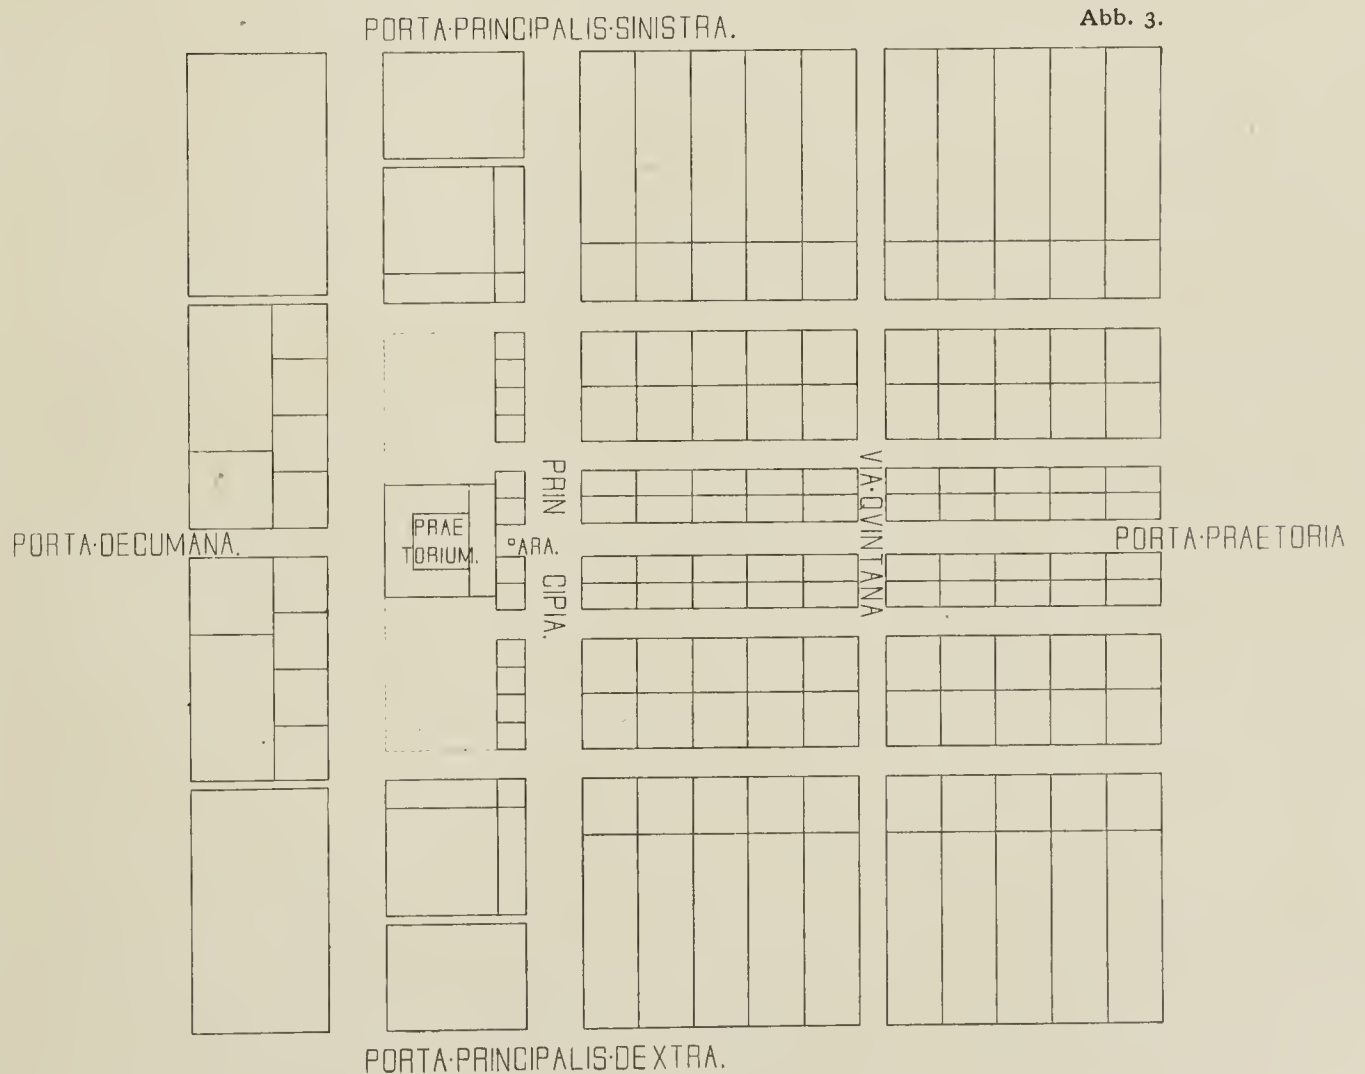 Abb. 3.
PORTA·PRINCIPALIS·SINISTRA.
PRIN
CIPIA.
VIA·QVINTANA
PRAE
TORIUM.
ARA.
PORTA·DECUMANA.
PORTA·PRAETORIA
PORTA·PRINCIPALIS·DEXTRA.